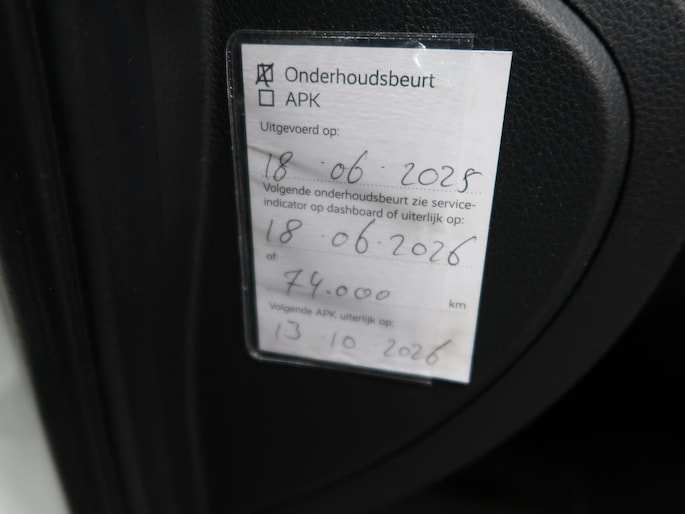 Onderhoudsbeurt
APK
Uitgevoerd op:
18 · 06 · 2025
Volgende onderhoudsbeurt zie service-
indicator op dashboard of uiterlijk op:
18 · 06 · 2026
of:
74.000 km
Volgende APK uiterlijk op:
13 · 10 · 2026